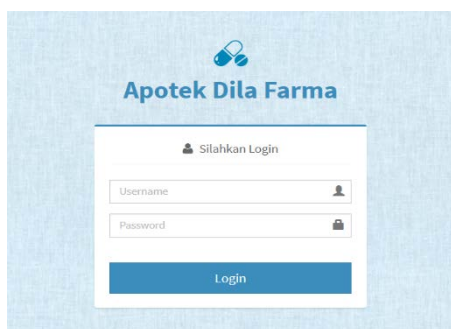 Apotek Dila Farma
Silahkan Login
Username
Password
Login